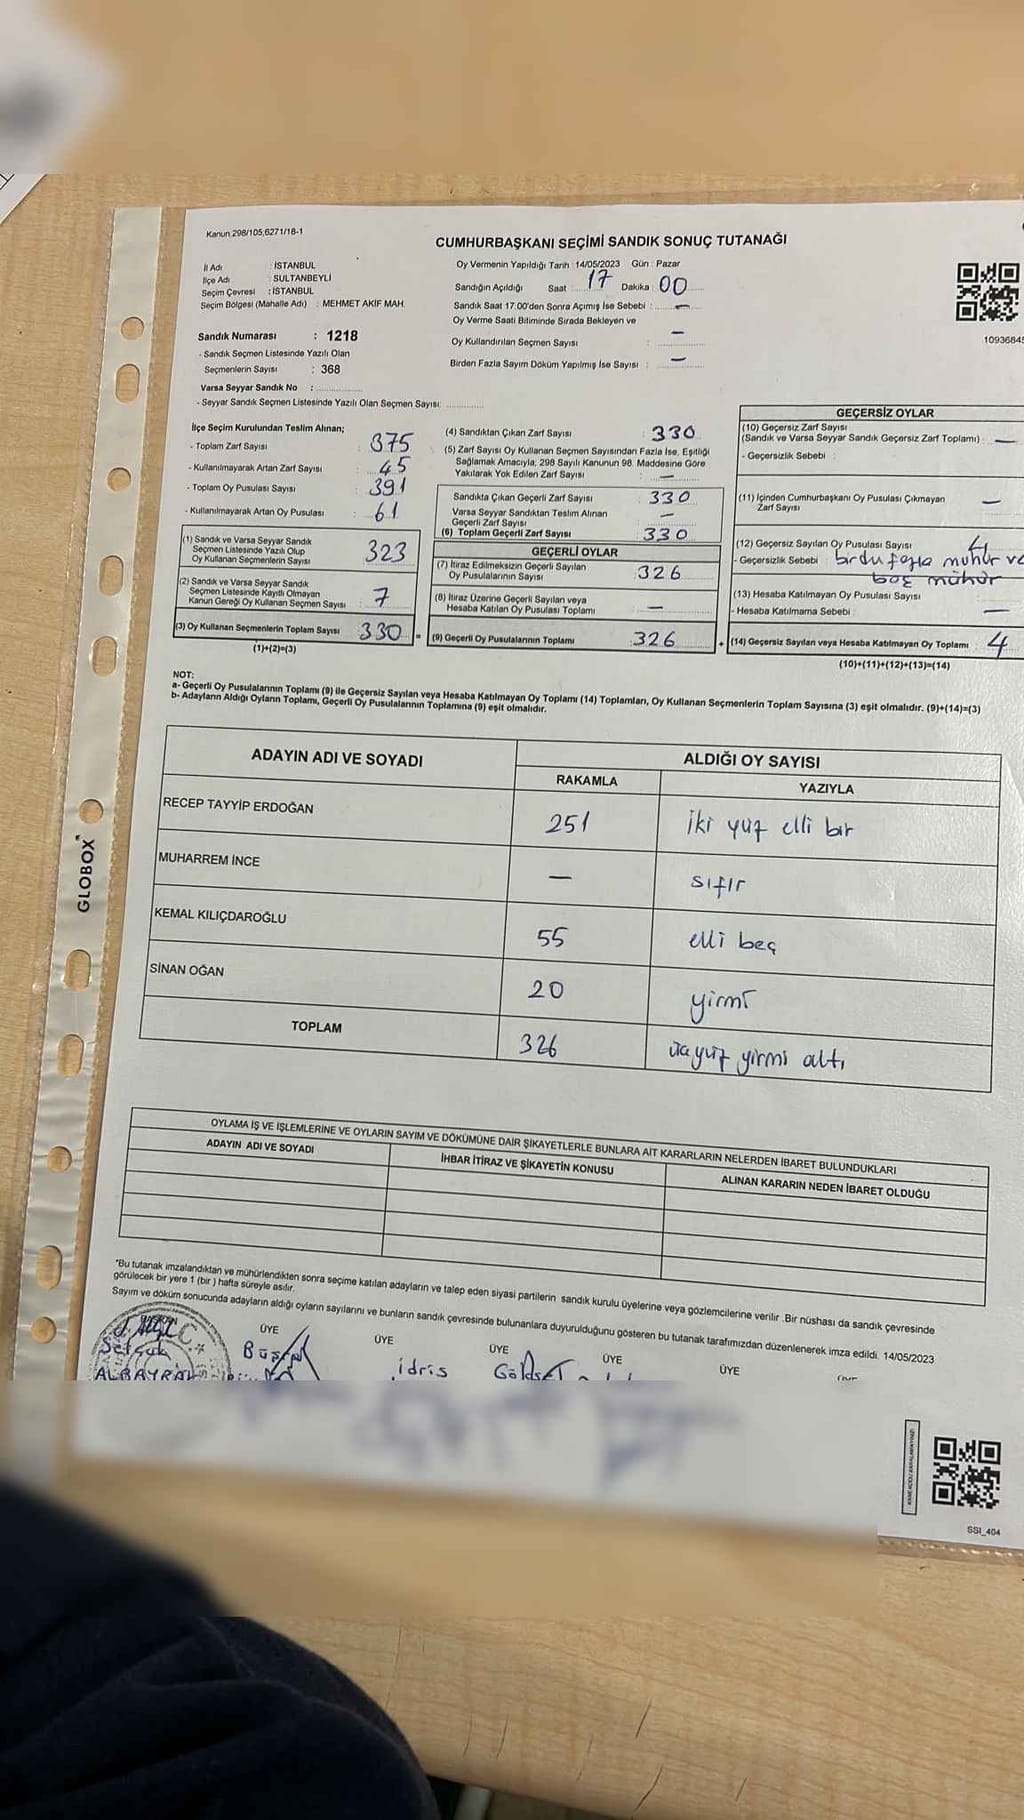 Kanun 298/105,6271/18-1
CUMHURBAŞKANI SEÇİMİ SANDIK SONUÇ TUTANAĞI
İl Adı : İSTANBUL
İlçe Adı : SULTANBEYLİ
Seçim Çevresi : İSTANBUL
Seçim Bölgesi (Mahalle Adı) : MEHMET AKİF MAH.
Oy Vermenin Yapıldığı Tarih : 14/05/2023 Gün : Pazar
Sandığın Açıldığı Saat 17 Dakika : 00
Sandık Saat 17.00'den Sonra Açımış İse Sebebi : —
Oy Verme Saati Bitiminde Sırada Bekleyen ve
Oy Kullandırılan Seçmen Sayısı : —
Birden Fazla Sayım Döküm Yapılmış İse Sayısı : —
1093684
Sandık Numarası : 1218
- Sandık Seçmen Listesinde Yazılı Olan
Seçmenlerin Sayısı : 368
Varsa Seyyar Sandık No :
- Seyyar Sandık Seçmen Listesinde Yazılı Olan Seçmen Sayısı:
İlçe Seçim Kurulundan Teslim Alınan;
- Toplam Zarf Sayısı : 375
- Kullanılmayarak Artan Zarf Sayısı : 45
- Toplam Oy Pusulası Sayısı : 391
- Kullanılmayarak Artan Oy Pusulası : 61
(1) Sandık ve Varsa Seyyar Sandık
Seçmen Listesinde Yazılı Olup
Oy Kullanan Seçmenlerin Sayısı 323
(2) Sandık ve Varsa Seyyar Sandık
Seçmen Listesinde Kayıtlı Olmayan
Kanun Gereği Oy Kullanan Seçmen Sayısı : 7
(3) Oy Kullanan Seçmenlerin Toplam Sayısı 330 =
(1)+(2)=(3)
(4) Sandıktan Çıkan Zarf Sayısı : 330
(5) Zarf Sayısı Oy Kullanan Seçmen Sayısından Fazla İse, Eşitliği
Sağlamak Amacıyla; 298 Sayılı Kanunun 98. Maddesine Göre
Yakılarak Yok Edilen Zarf Sayısı : —
Sandıkta Çıkan Geçerli Zarf Sayısı : 330
Varsa Seyyar Sandıktan Teslim Alınan
Geçerli Zarf Sayısı : —
(6) Toplam Geçerli Zarf Sayısı : 330
GEÇERLİ OYLAR
(7) İtiraz Edilmeksizin Geçerli Sayılan
Oy Pusulalarının Sayısı : 326
(8) İtiraz Üzerine Geçerli Sayılan veya
Hesaba Katılan Oy Pusulası Toplamı : —
(9) Geçerli Oy Pusulalarının Toplamı : 326 +
GEÇERSİZ OYLAR
(10) Geçersiz Zarf Sayısı
(Sandık ve Varsa Seyyar Sandık Geçersiz Zarf Toplamı) : —
- Geçersizlik Sebebi :
(11) İçinden Cumhurbaşkanı Oy Pusulası Çıkmayan
Zarf Sayısı : —
(12) Geçersiz Sayılan Oy Pusulası Sayısı : 4
- Geçersizlik Sebebi fazla mühür ve
boş mühür
(13) Hesaba Katılmayan Oy Pusulası Sayısı :
- Hesaba Katılmama Sebebi : —
(14) Geçersiz Sayılan veya Hesaba Katılmayan Oy Toplamı : 4
(10)+(11)+(12)+(13)=(14)
NOT:
a- Geçerli Oy Pusulalarının Toplamı (9) ile Geçersiz Sayılan veya Hesaba Katılmayan Oy Toplamı (14) Toplamları, Oy Kullanan Seçmenlerin Toplam Sayısına (3) eşit olmalıdır. (9)+(14)=(3)
b- Adayların Aldığı Oyların Toplamı, Geçerli Oy Pusulalarının Toplamına (9) eşit olmalıdır.
ADAYIN ADI VE SOYADI
ALDIĞI OY SAYISI
RAKAMLA
YAZIYLA
RECEP TAYYİP ERDOĞAN 251 iki yüz elli bir
MUHARREM İNCE — sıfır
KEMAL KILIÇDAROĞLU 55 elli beş
SİNAN OĞAN 20 yirmi
TOPLAM 326 üçyüz yirmi altı
GLOBOX
OYLAMA İŞ VE İŞLEMLERİNE VE OYLARIN SAYIM VE DÖKÜMÜNE DAİR ŞİKAYETLERLE BUNLARA AİT KARARLARIN NELERDEN İBARET BULUNDUKLARI
ADAYIN ADI VE SOYADI
İHBAR İTİRAZ VE ŞİKAYETİN KONUSU
ALINAN KARARIN NEDEN İBARET OLDUĞU
*Bu tutanak imzalandıktan ve mühürlendikten sonra seçime katılan adayların ve talep eden siyasi partilerin sandık kurulu üyelerine veya gözlemcilerine verilir. Bir nüshası da sandık çevresinde
görülecek bir yere 1 (bir) hafta süreyle asılır.
Sayım ve döküm sonucunda adayların aldığı oyların sayılarını ve bunların sandık çevresinde bulunanlara duyurulduğunu gösteren bu tutanak tarafımızdan düzenlenerek imza edildi. 14/05/2023
BAŞKAN ÜYE ÜYE ÜYE ÜYE ÜYE
Selçuk
ALBAYRAK
idris
SSI_404